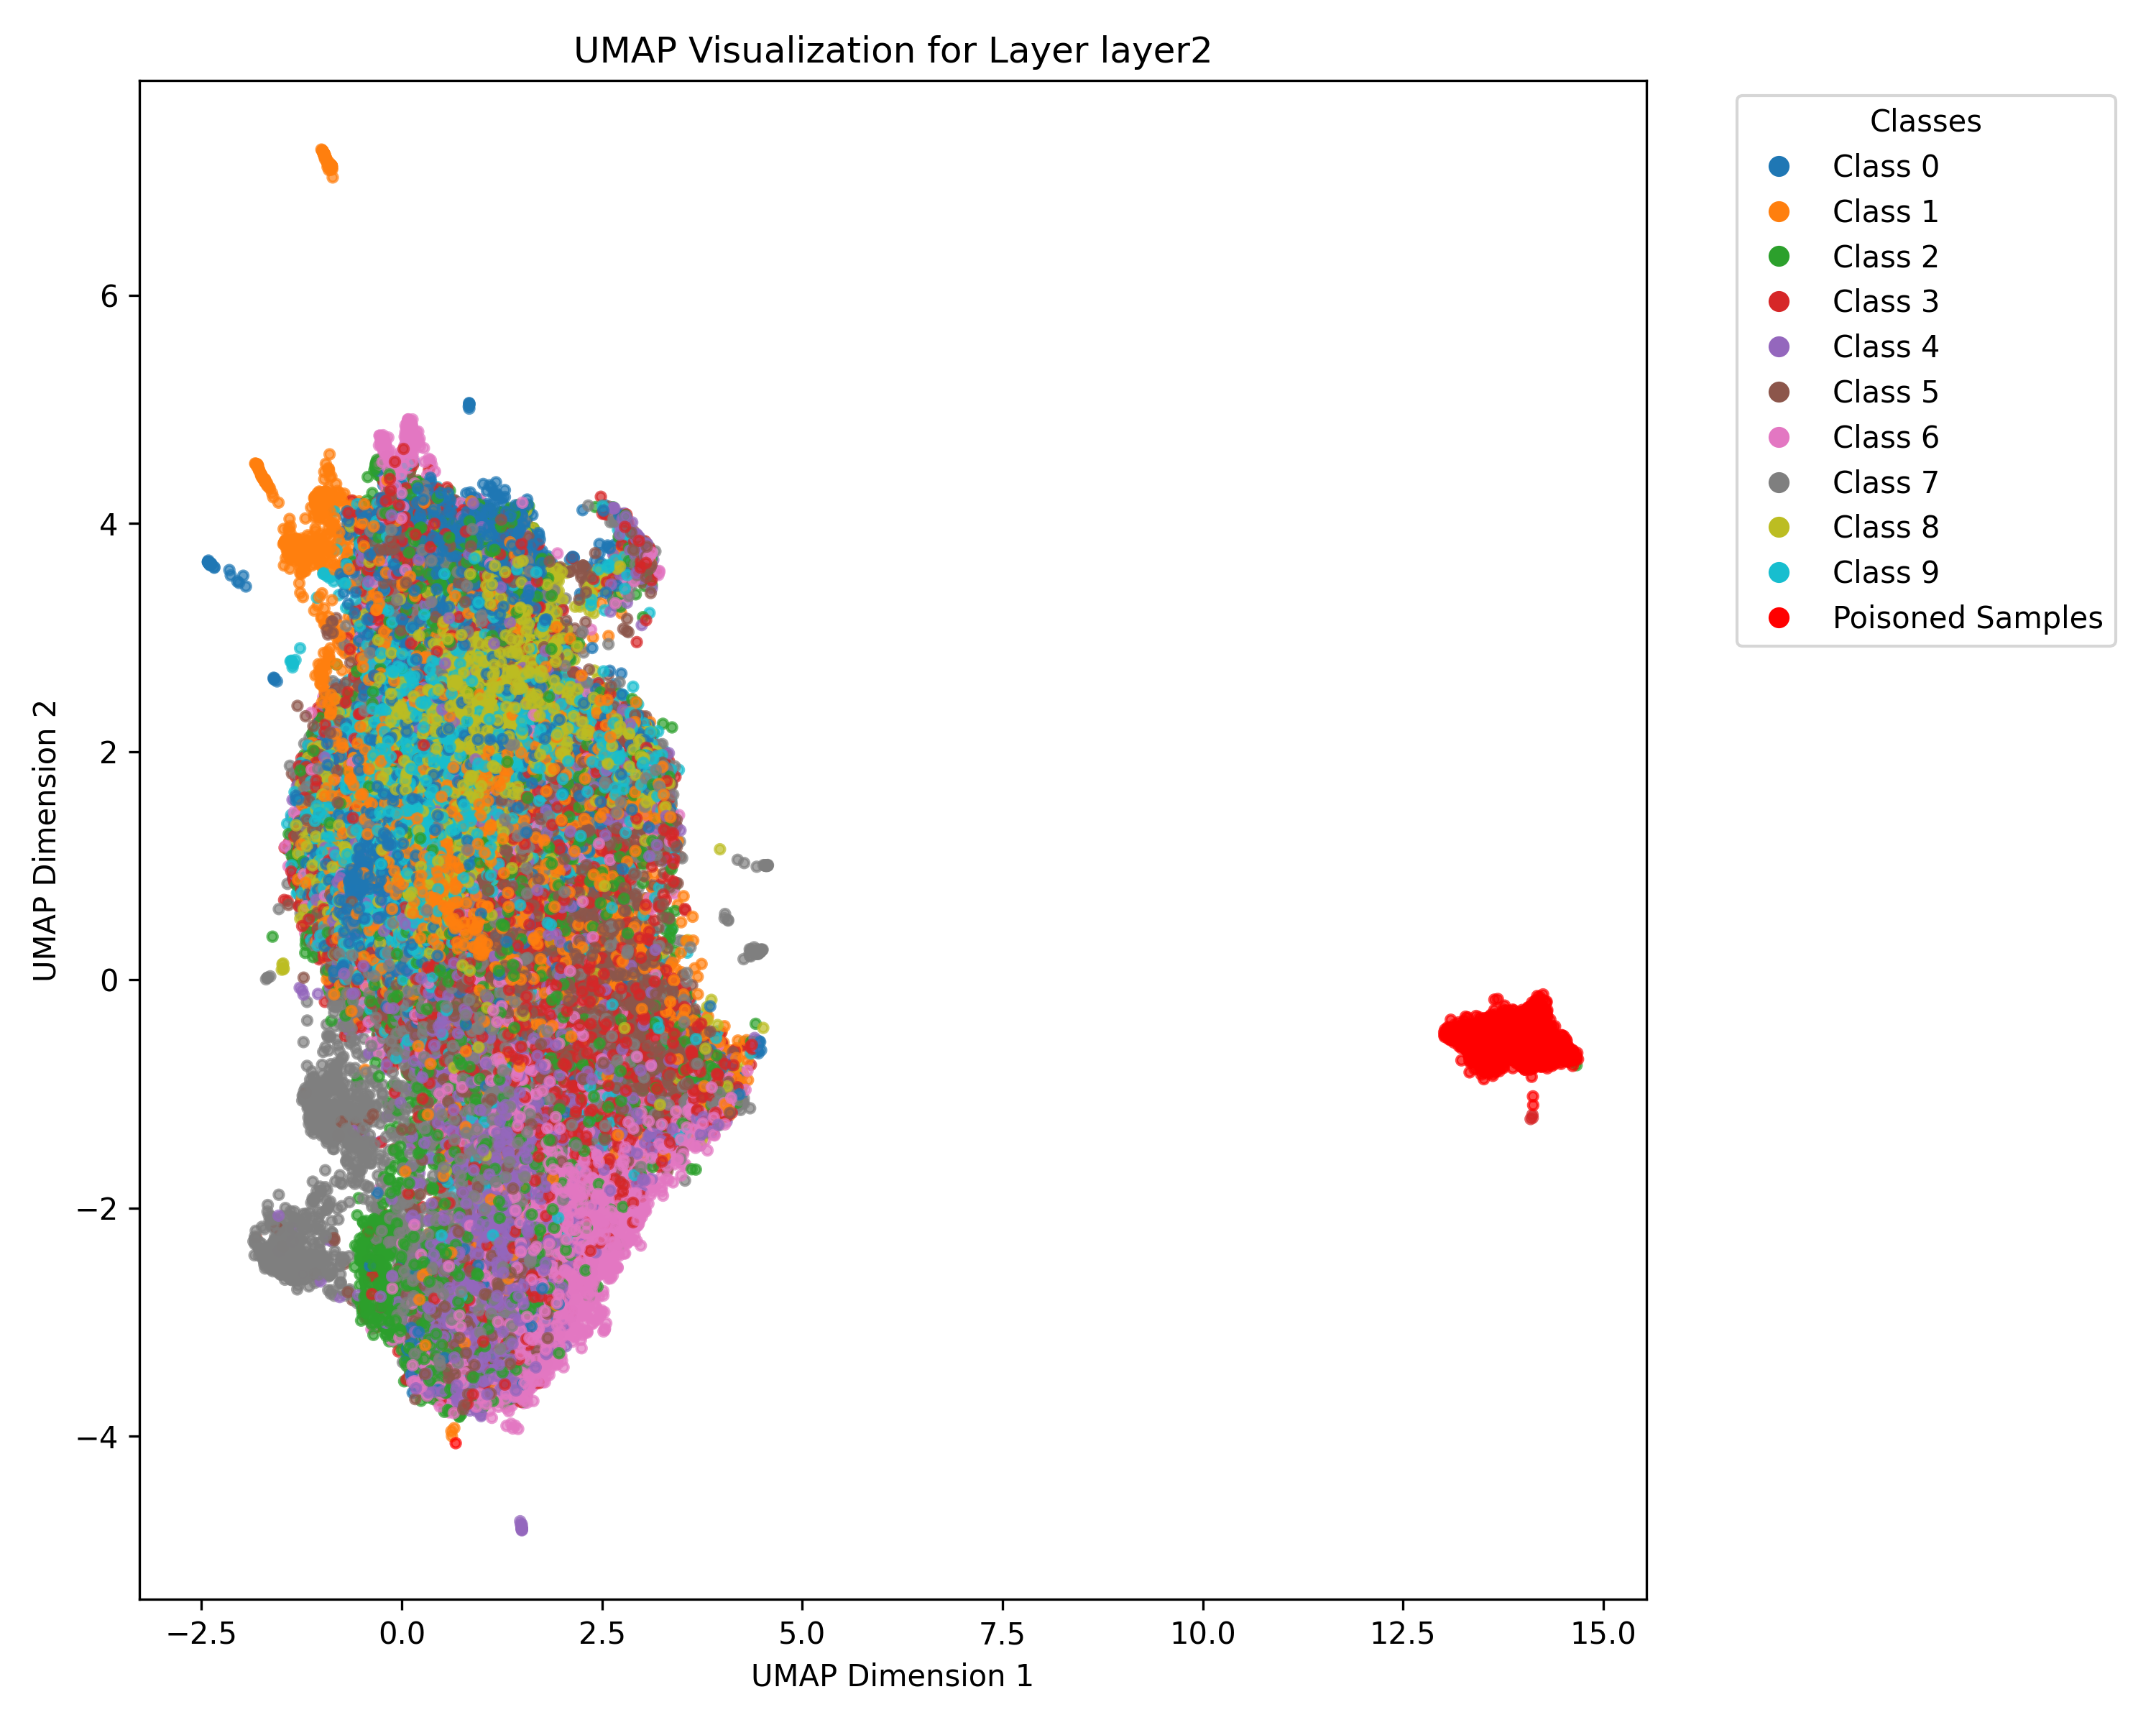 UMAP Visualization for Layer layer2
Classes
Class 0
Class 1
Class 2
Class 3
Class 4
Class 5
Class 6
Class 7
Class 8
Class 9
Poisoned Samples
UMAP Dimension 2
6
4
2
0
−2
−4
−2.5 0.0 2.5 5.0 7.5 10.0 12.5 15.0
UMAP Dimension 1